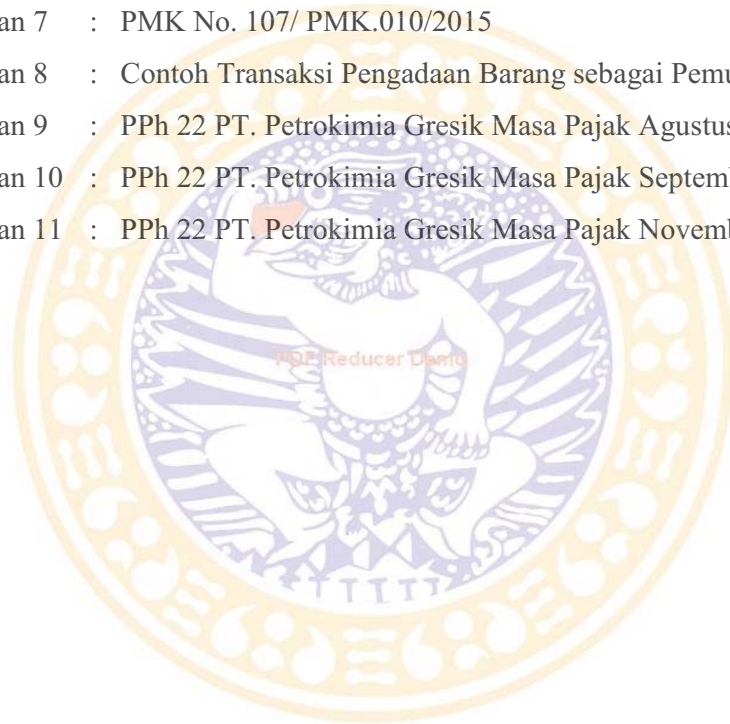 an 7 : PMK No. 107/ PMK.010/2015
an 8 : Contoh Transaksi Pengadaan Barang sebagai Pemu
an 9 : PPh 22 PT. Petrokimia Gresik Masa Pajak Agustus
an 10 : PPh 22 PT. Petrokimia Gresik Masa Pajak Septemb
an 11 : PPh 22 PT. Petrokimia Gresik Masa Pajak Novemb
PDF Reducer Demo